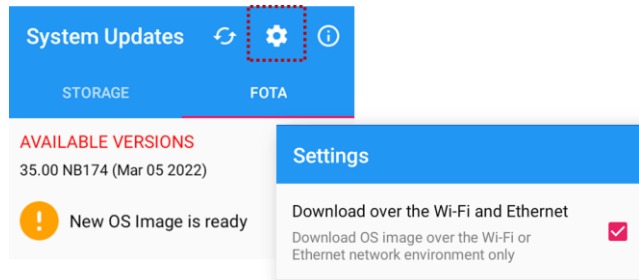 System Updates
STORAGE
FOTA
AVAILABLE VERSIONS
35.00 NB174 (Mar 05 2022)
New OS Image is ready
Settings
Download over the Wi-Fi and Ethernet
Download OS image over the Wi-Fi or
Ethernet network environment only